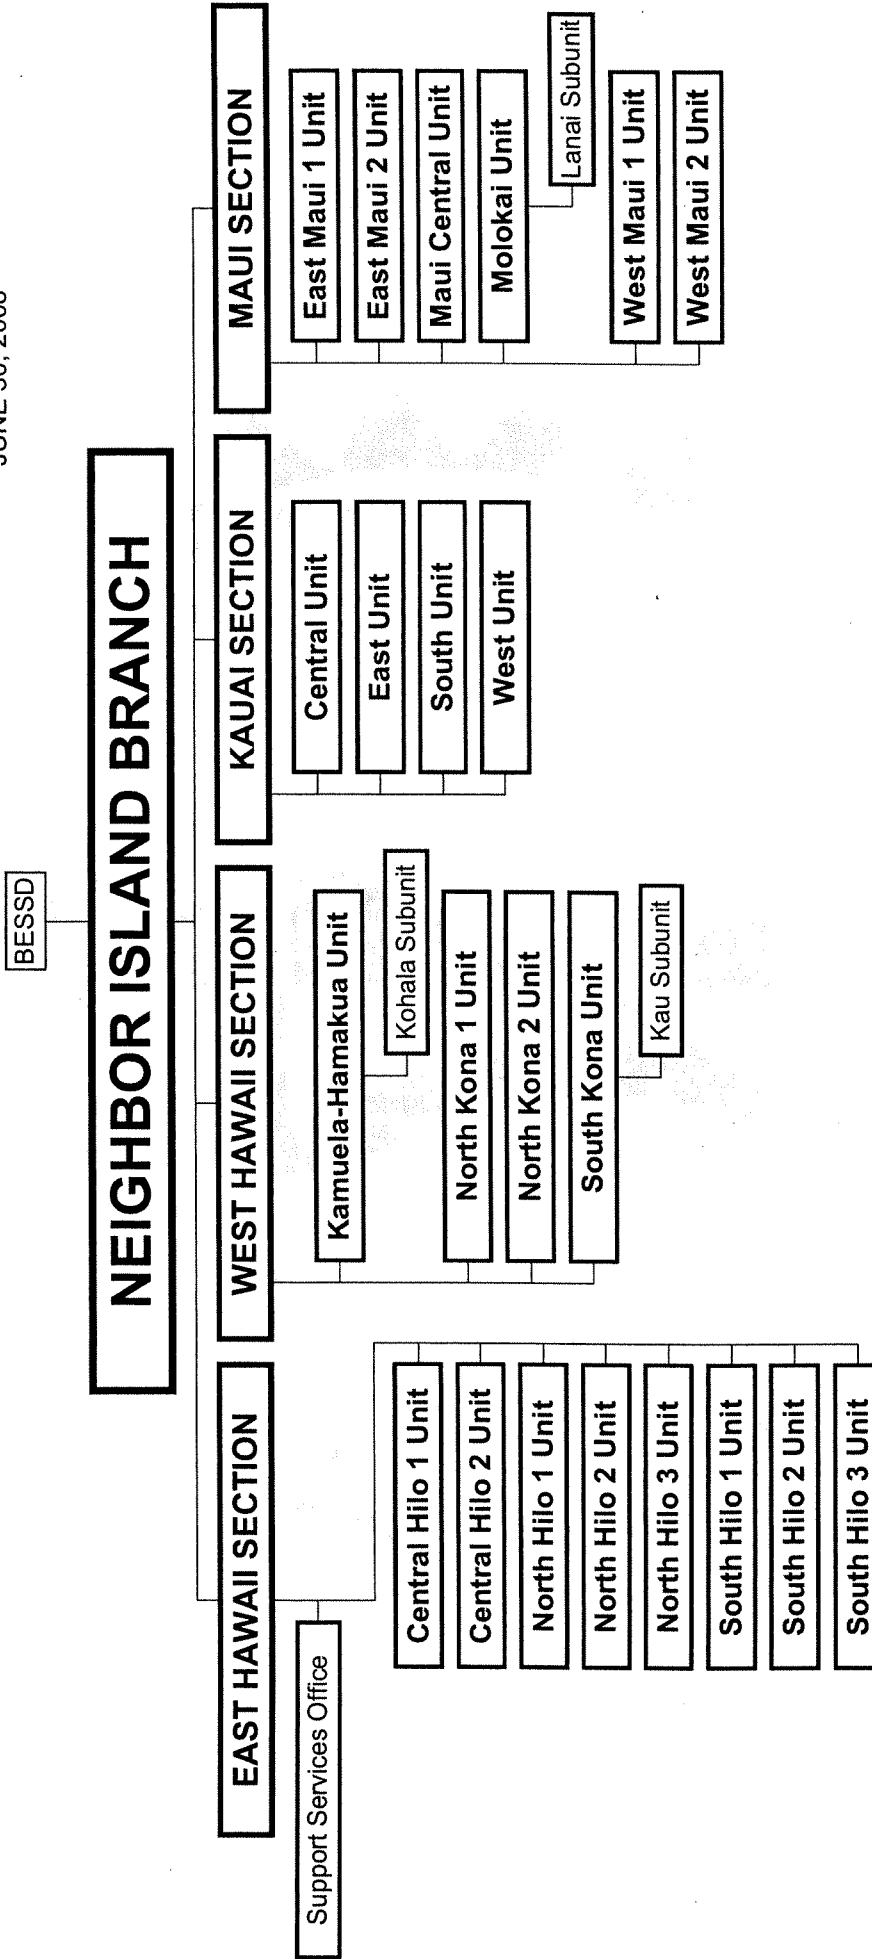 BESSD
NEIGHBOR ISLAND BRANCH
EAST HAWAII SECTION
Support Services Office
Central Hilo 1 Unit
Central Hilo 2 Unit
North Hilo 1 Unit
North Hilo 2 Unit
North Hilo 3 Unit
South Hilo 1 Unit
South Hilo 2 Unit
South Hilo 3 Unit
WEST HAWAII SECTION
Kamuela-Hamakua Unit
Kohala Subunit
North Kona 1 Unit
North Kona 2 Unit
South Kona Unit
Kau Subunit
KAUAI SECTION
Central Unit
East Unit
South Unit
West Unit
MAUI SECTION
East Maui 1 Unit
East Maui 2 Unit
Maui Central Unit
Molokai Unit
Lanai Subunit
West Maui 1 Unit
West Maui 2 Unit